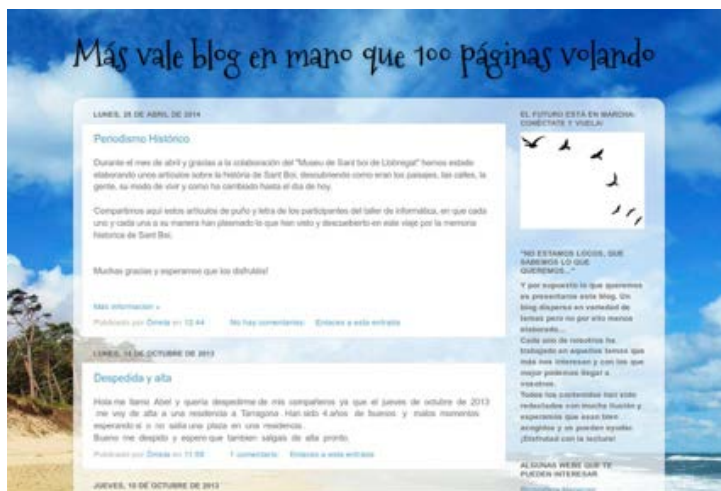 Más vale blog en mano que 100 páginas volando
LUNES, 28 DE ABRIL DE 2014
Periodismo Histórico
Durante el mes de abril y gracias a la colaboración del "Museu de Sant boi de Llobregat" hemos estado
elaborando unos artículos sobre la história de Sant Boi, descubriendo como eran los paisajes, las calles, la
gente, su modo de vivir y como ha cambiado hasta el día de hoy.
Compartimos aquí estos artículos de puño y letra de los participantes del taller de informática, en que cada
uno y cada una a su manera han plasmado lo que han visto y descubierto en este viaje por la memoria
historica de Sant Boi.
Muchas gracias y esperamos que los disfrutéis!
Más información »
Publicado por en 12:44 No hay comentarios: Enlaces a esta entrada
LUNES, 14 DE OCTUBRE DE 2013
Despedida y alta
Hola me llamo Abel y quería despedirme de mis compañeros ya que el jueves de octubre de 2013
me voy de alta a una residencia a Tarragona. Han sido 4 años de buenos y malos momentos
esperando si o no salia una plaza en una residencia.
Bueno me despido y espero que tambien salgais de alta pronto.
Publicado por en 11:58 1 comentario: Enlaces a esta entrada
JUEVES, 10 DE OCTUBRE DE 2013
EL FUTURO ESTÁ EN MARCHA:
CONÉCTATE Y VUELA!
"NO ESTAMOS LOCOS, QUE
SABEMOS LO QUE
QUEREMOS..."
Y por supuesto lo que queremos
es presentaros este blog. Un
blog disperso en variedad de
temas pero no por ello menos
elaborado...
Cada uno de nosotros ha
trabajado en aquellos temas que
más nos interesan y con los que
mejor podemos llegar a
vosotros.
Todos los contenidos han sido
redactados con mucha ilusión y
esperamos que sean bien
acogidos y os puedan ayudar.
¡Disfrutad con la lectura!
ALGUNAS WEBS QUE TE
PUEDEN INTERESAR